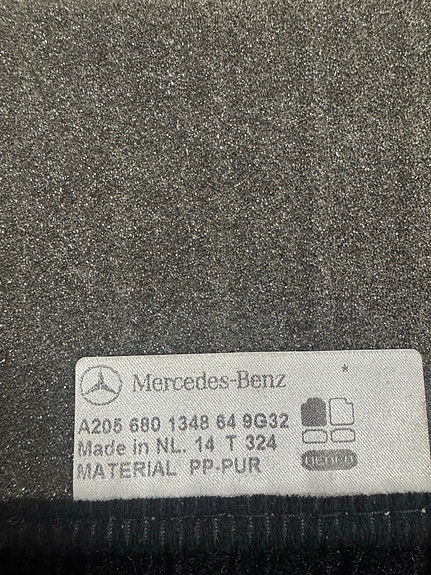 Mercedes-Benz
*
A205 680 1348 64 9G32
Made in NL. 14 T 324
MATERIAL PP-PUR